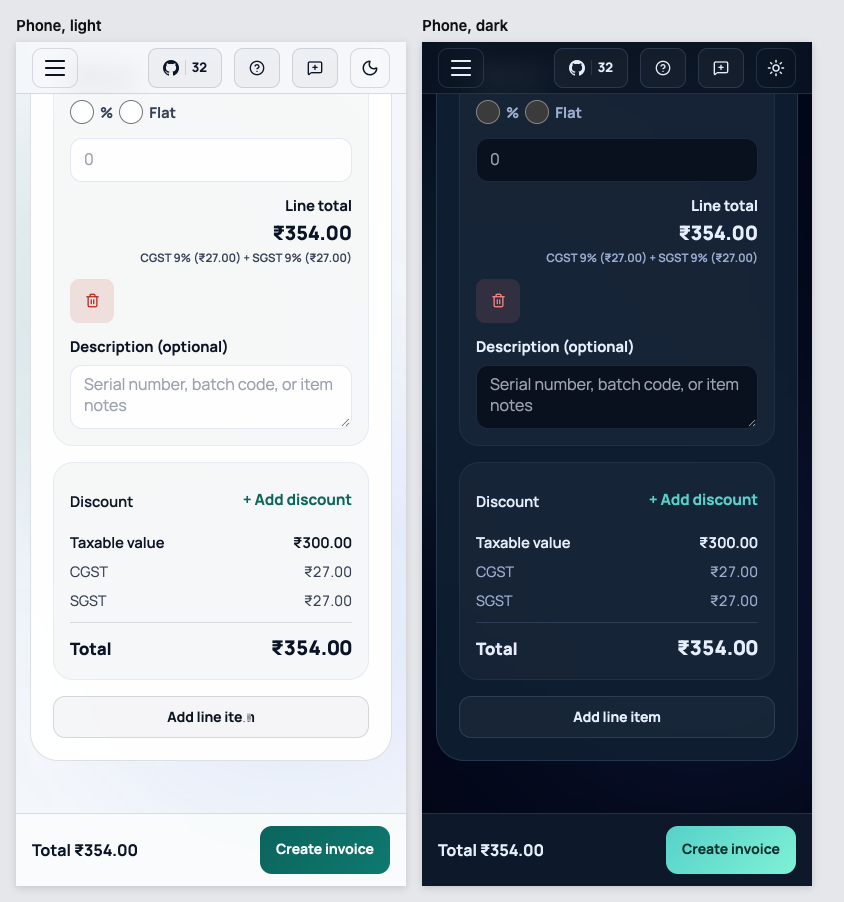 Phone, light
32
% Flat
0
Line total
₹354.00
CGST 9% (₹27.00) + SGST 9% (₹27.00)
Description (optional)
Serial number, batch code, or item
notes
Discount
+ Add discount
Taxable value
₹300.00
CGST
₹27.00
SGST
₹27.00
Total
₹354.00
Add line
Total ₹354.00
Create invoice
Phone, dark
32
% Flat
0
Line total
₹354.00
CGST 9% (₹27.00) + SGST 9% (₹27.00)
Description (optional)
Serial number, batch code, or item
notes
Discount
+ Add discount
Taxable value
₹300.00
CGST
₹27.00
SGST
₹27.00
Total
₹354.00
Add line item
Total ₹354.00
Create invoice